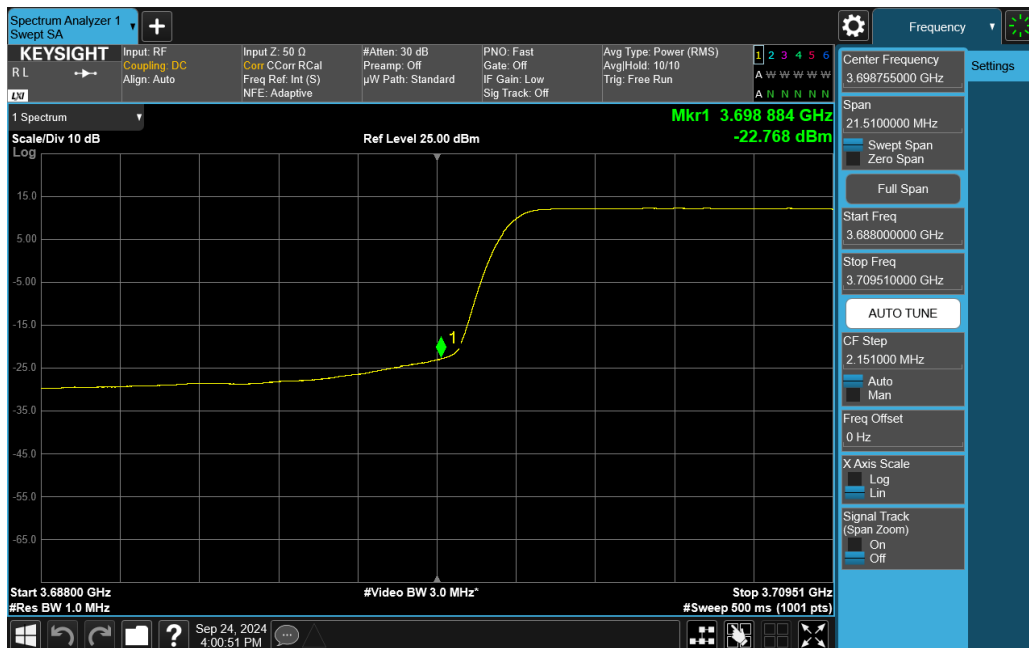 Spectrum Analyzer 1
Swept SA
+
Frequency
KEYSIGHT
R L
LXI
Input: RF
Coupling: DC
Align: Auto
Input Z: 50 Ω
Corr CCorr RCal
Freq Ref: Int (S)
NFE: Adaptive
#Atten: 30 dB
Preamp: Off
µW Path: Standard
PNO: Fast
Gate: Off
IF Gain: Low
Sig Track: Off
Avg Type: Power (RMS)
Avg|Hold: 10/10
Trig: Free Run
1 2 3 4 5 6
A W W W W W
A N N N N N
1 Spectrum
Scale/Div 10 dB
Ref Level 25.00 dBm
Mkr1 3.698 884 GHz
-22.768 dBm
Log
15.0
5.00
-5.00
-15.0
-25.0
-35.0
-45.0
-55.0
-65.0
1
Start 3.68800 GHz
#Res BW 1.0 MHz
#Video BW 3.0 MHz*
Stop 3.70951 GHz
#Sweep 500 ms (1001 pts)
?
Sep 24, 2024
4:00:51 PM
Center Frequency
3.698755000 GHz
Settings
Span
21.5100000 MHz
Swept Span
Zero Span
Full Span
Start Freq
3.688000000 GHz
Stop Freq
3.709510000 GHz
AUTO TUNE
CF Step
2.151000 MHz
Auto
Man
Freq Offset
0 Hz
X Axis Scale
Log
Lin
Signal Track
(Span Zoom)
On
Off